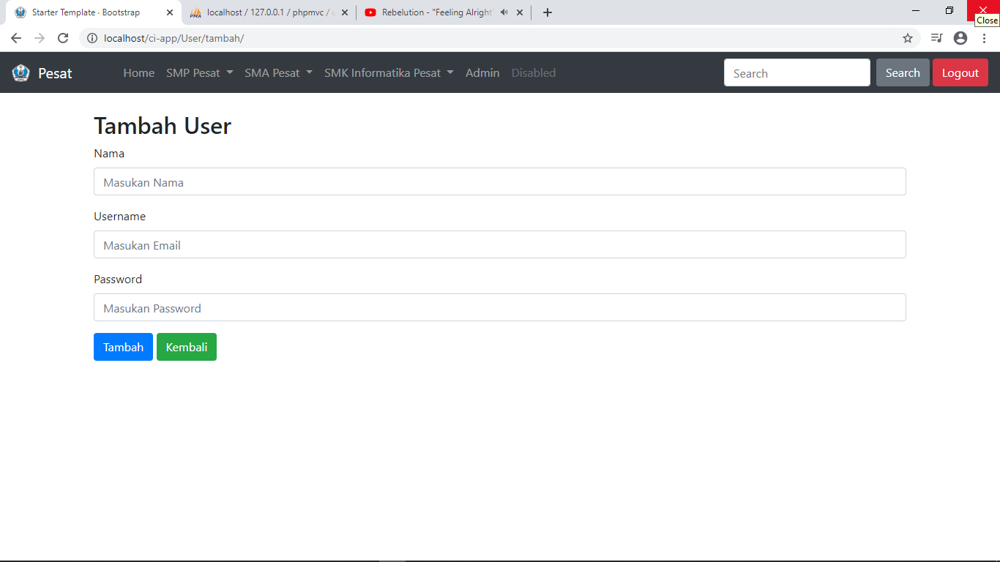 Starter Template · Bootstrap
localhost / 127.0.0.1 / phpmvc /
Rebelution - "Feeling Alright"
Close
localhost/ci-app/User/tambah/
Pesat Home SMP Pesat SMA Pesat SMK Informatika Pesat Admin Disabled Search Search Logout
Tambah User
Nama
Masukan Nama
Username
Masukan Email
Password
Masukan Password
Tambah Kembali